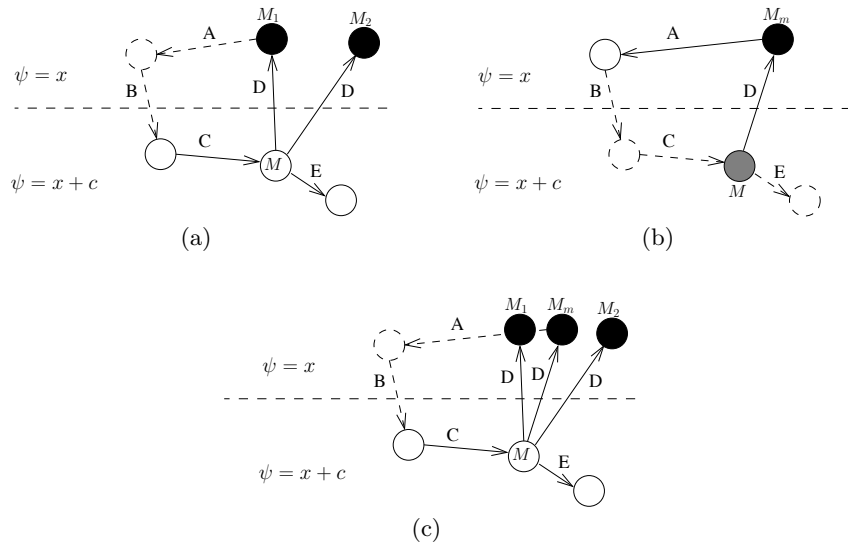 M₁ M₂
A
ψ = x
B D D
C
M
E
ψ = x + c
(a)
Mₘ
A
ψ = x
B D
C
E
ψ = x + c
M
(b)
M₁ Mₘ M₂
A
ψ = x
B D D D
C
M
E
ψ = x + c
(c)